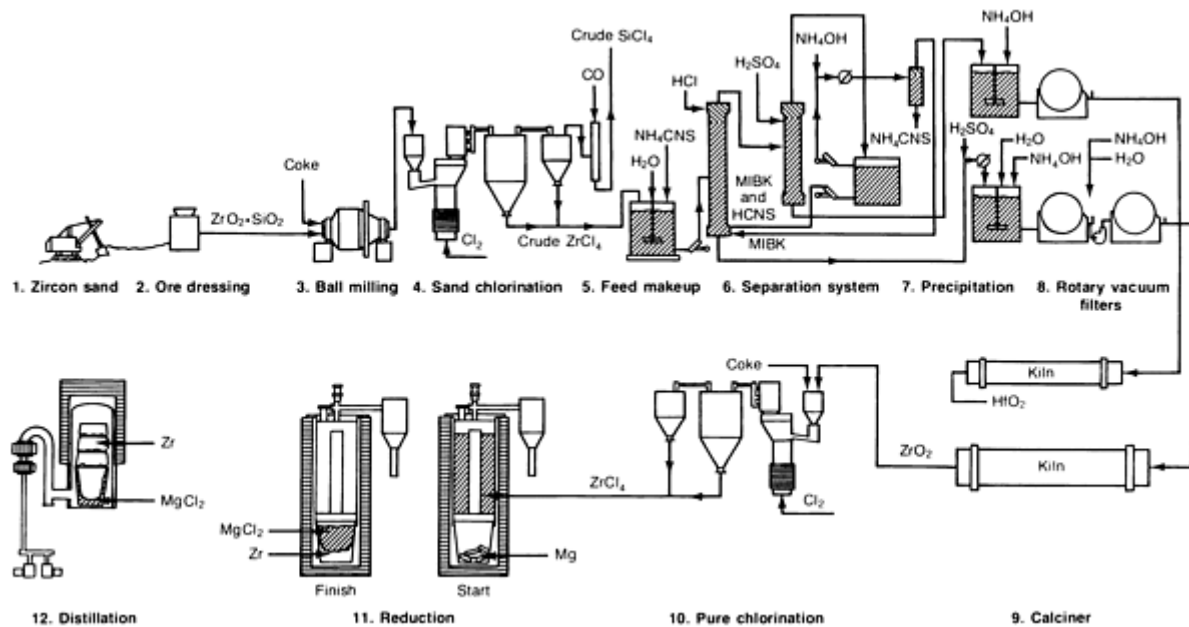 Crude SiCl₄
CO
Coke
ZrO₂•SiO₂
Cl₂
Crude ZrCl₄
H₂O
NH₄CNS
HCl
H₂SO₄
NH₄OH
MIBK
and
HCNS
MIBK
NH₄CNS
NH₄OH
H₂SO₄
H₂O
NH₄OH
NH₄OH
H₂O
1. Zircon sand
2. Ore dressing
3. Ball milling
4. Sand chlorination
5. Feed makeup
6. Separation system
7. Precipitation
8. Rotary vacuum
filters
Kiln
HfO₂
Kiln
ZrO₂
Coke
Cl₂
ZrCl₄
Mg
Start
MgCl₂
Zr
Finish
Zr
MgCl₂
12. Distillation
11. Reduction
10. Pure chlorination
9. Calciner